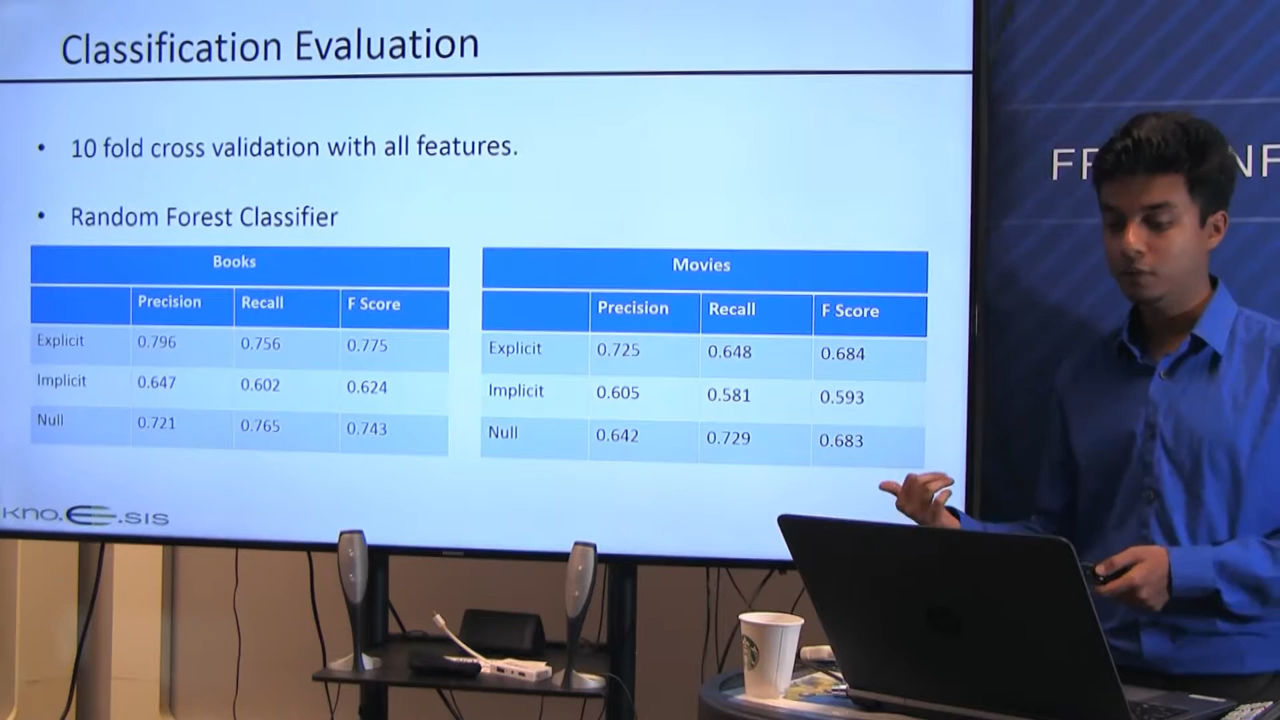 Classification Evaluation
• 10 fold cross validation with all features.
• Random Forest Classifier
Books
Precision Recall F Score
Explicit 0.796 0.756 0.775
Implicit 0.647 0.602 0.624
Null 0.721 0.765 0.743
Movies
Precision Recall F Score
Explicit 0.725 0.648 0.684
Implicit 0.605 0.581 0.593
Null 0.642 0.729 0.683
kno.e.sis